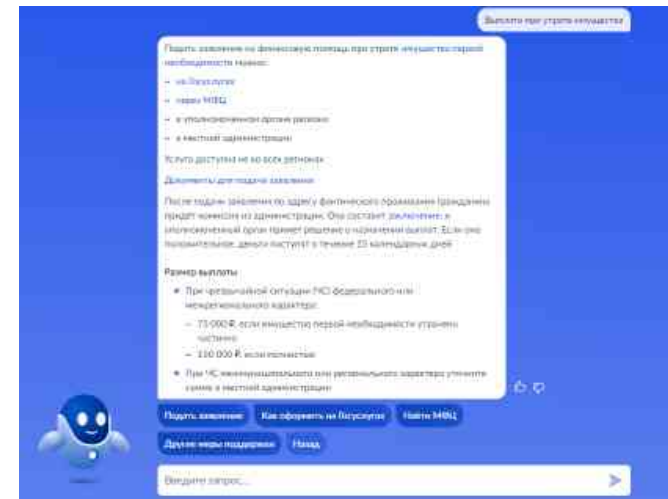 Выплата при утрате имущества
Подать заявление на финансовую помощь при утрате имущества первой
необходимости можно:
– на Госуслугах
– через МФЦ
– в уполномоченном органе региона
– в местной администрации
Услуга доступна не во всех регионах
Документы для подачи заявления
После подачи заявления по адресу фактического проживания гражданина
придёт комиссия из администрации. Она составит заключение, и
уполномоченный орган примет решение о назначении выплат. Если оно
положительное, деньги поступят в течение 25 календарных дней
Размер выплаты
При чрезвычайной ситуации (ЧС) федерального или
межрегионального характера:
– 75 000 ₽, если имущество первой необходимости утрачено
частично
– 150 000 ₽, если полностью
При ЧС межмуниципального или регионального характера уточните
сумму в местной администрации
Подать заявление Как оформить на Госуслугах Найти МФЦ
Другие меры поддержки Назад
Введите запрос...